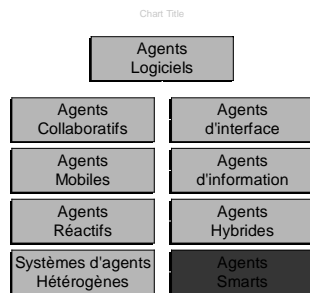 Chart Title
Agents
Logiciels
Agents
Collaboratifs
Agents
d'interface
Agents
Mobiles
Agents
d'information
Agents
Réactifs
Agents
Hybrides
Systèmes d'agents
Hétérogènes
Agents
Smarts